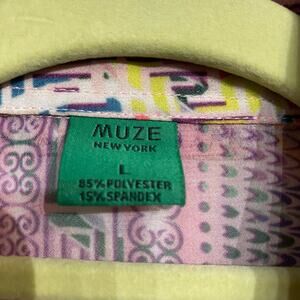 MUZE
NEW YORK
L
85% POLYESTER
15% SPANDEX